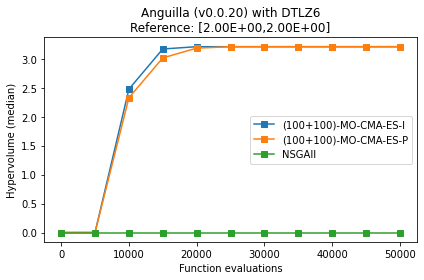 Anguilla (v0.0.20) with DTLZ6
Reference: [2.00E+00,2.00E+00]
Hypervolume (median)
3.0
2.5
2.0
1.5
1.0
0.5
0.0
(100+100)-MO-CMA-ES-I
(100+100)-MO-CMA-ES-P
NSGAII
0 10000 20000 30000 40000 50000
Function evaluations